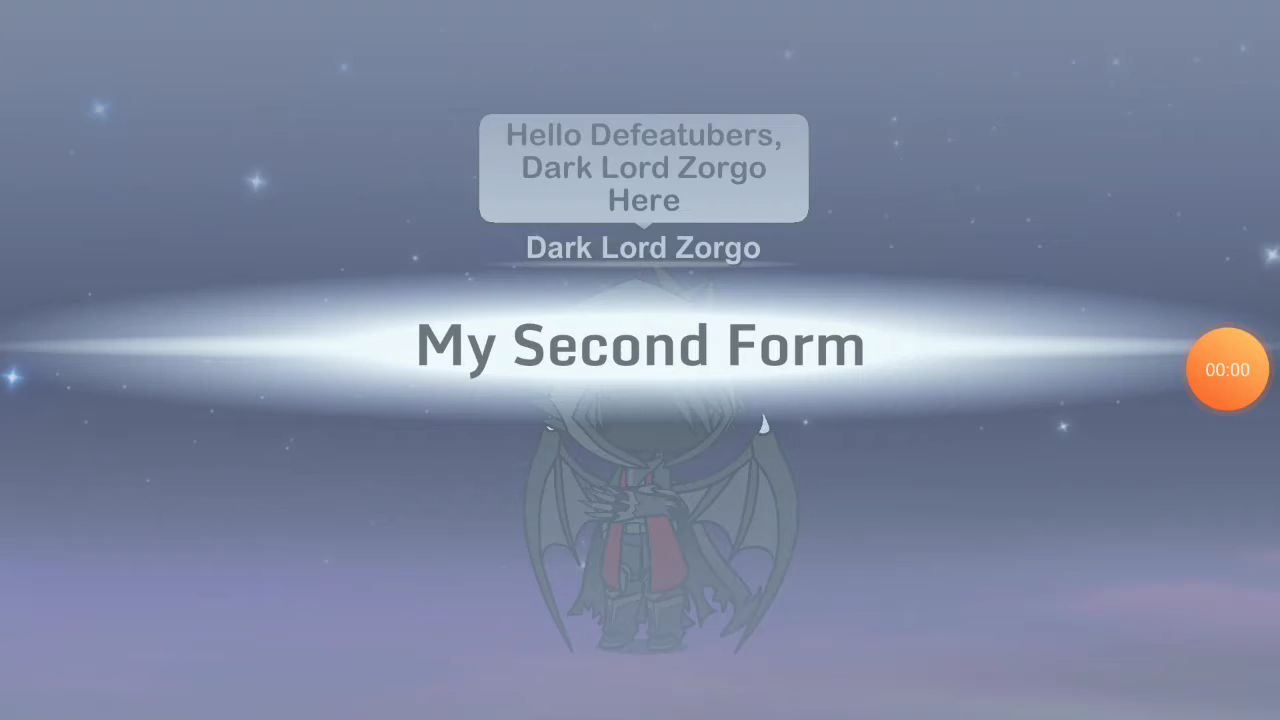 Hello Defeatubers,
Dark Lord Zorgo
Here
Dark Lord Zorgo
My Second Form
00:00